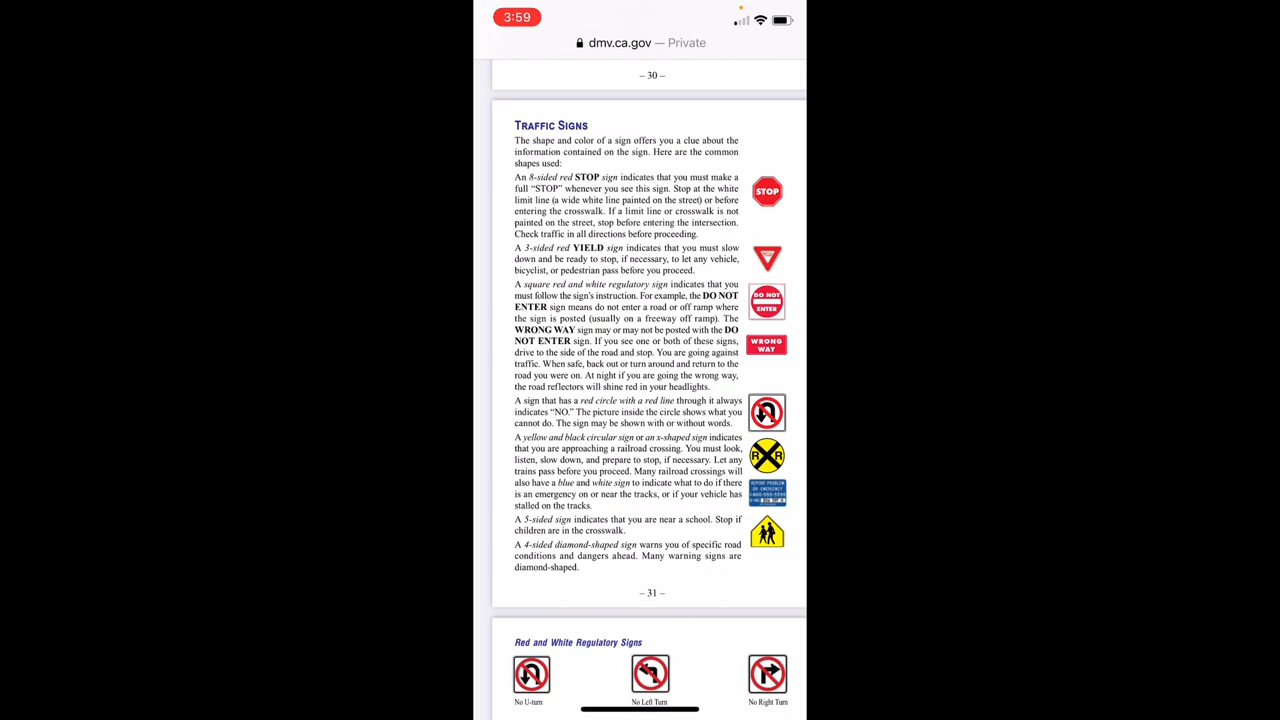 3:59
dmv.ca.gov — Private
– 30 –
TRAFFIC SIGNS
The shape and color of a sign offers you a clue about the
information contained on the sign. Here are the common
shapes used:
An 8-sided red STOP sign indicates that you must make a
full “STOP” whenever you see this sign. Stop at the white
limit line (a wide white line painted on the street) or before
entering the crosswalk. If a limit line or crosswalk is not
painted on the street, stop before entering the intersection.
Check traffic in all directions before proceeding.
STOP
A 3-sided red YIELD sign indicates that you must slow
down and be ready to stop, if necessary, to let any vehicle,
bicyclist, or pedestrian pass before you proceed.
A square red and white regulatory sign indicates that you
must follow the sign’s instruction. For example, the DO NOT
ENTER sign means do not enter a road or off ramp where
the sign is posted (usually on a freeway off ramp). The
WRONG WAY sign may or may not be posted with the DO
NOT ENTER sign. If you see one or both of these signs,
drive to the side of the road and stop. You are going against
traffic. When safe, back out or turn around and return to the
road you were on. At night if you are going the wrong way,
the road reflectors will shine red in your headlights.
DO NOT
ENTER
WRONG
WAY
A sign that has a red circle with a red line through it always
indicates “NO.” The picture inside the circle shows what you
cannot do. The sign may be shown with or without words.
A yellow and black circular sign or an x-shaped sign indicates
that you are approaching a railroad crossing. You must look,
listen, slow down, and prepare to stop, if necessary. Let any
trains pass before you proceed. Many railroad crossings will
also have a blue and white sign to indicate what to do if there
is an emergency on or near the tracks, or if your vehicle has
stalled on the tracks.
R R
REPORT PROBLEM
OR EMERGENCY
1-800-555-5555
A 5-sided sign indicates that you are near a school. Stop if
children are in the crosswalk.
A 4-sided diamond-shaped sign warns you of specific road
conditions and dangers ahead. Many warning signs are
diamond-shaped.
– 31 –
Red and White Regulatory Signs
No U-turn
No Left Turn
No Right Turn